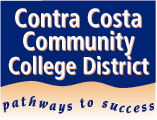 Contra Costa
Community
College District
pathways to success